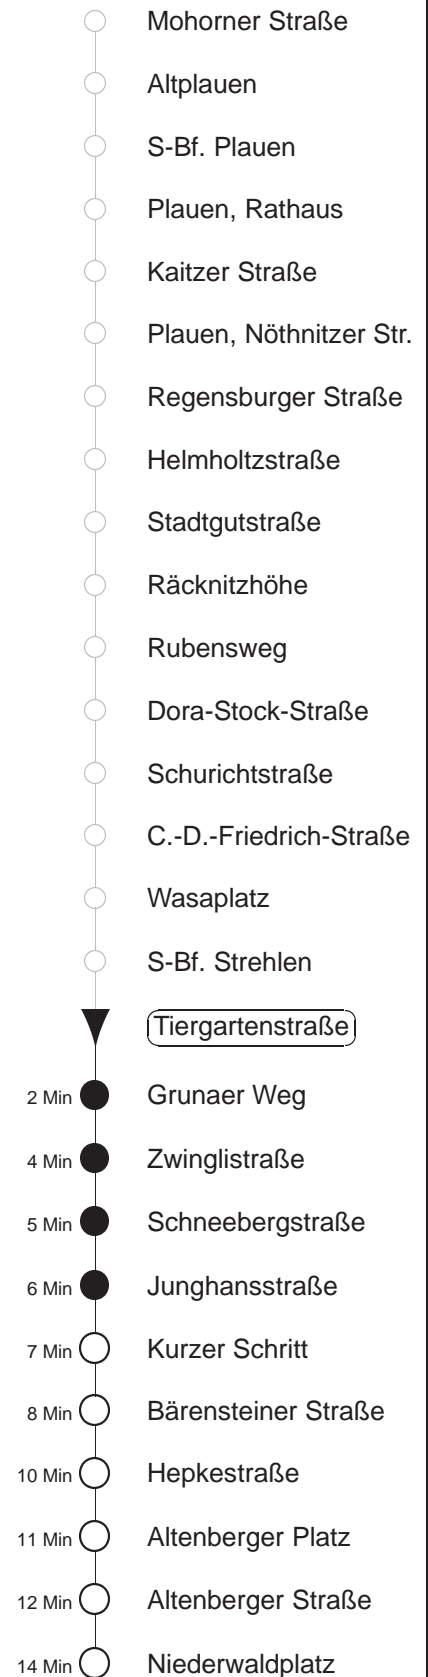 Mohorner Straße
Altplauen
S-Bf. Plauen
Plauen, Rathaus
Kaitzer Straße
Plauen, Nöthnitzer Str.
Regensburger Straße
Helmholtzstraße
Stadtgutstraße
Räcknitzhöhe
Rubensweg
Dora-Stock-Straße
Schurichtstraße
C.-D.-Friedrich-Straße
Wasaplatz
S-Bf. Strehlen
Tiergartenstraße
2 Min Grunaer Weg
4 Min Zwinglistraße
5 Min Schneebergstraße
6 Min Junghansstraße
7 Min Kurzer Schritt
8 Min Bärensteiner Straße
10 Min Hepkestraße
11 Min Altenberger Platz
12 Min Altenberger Straße
14 Min Niederwaldplatz